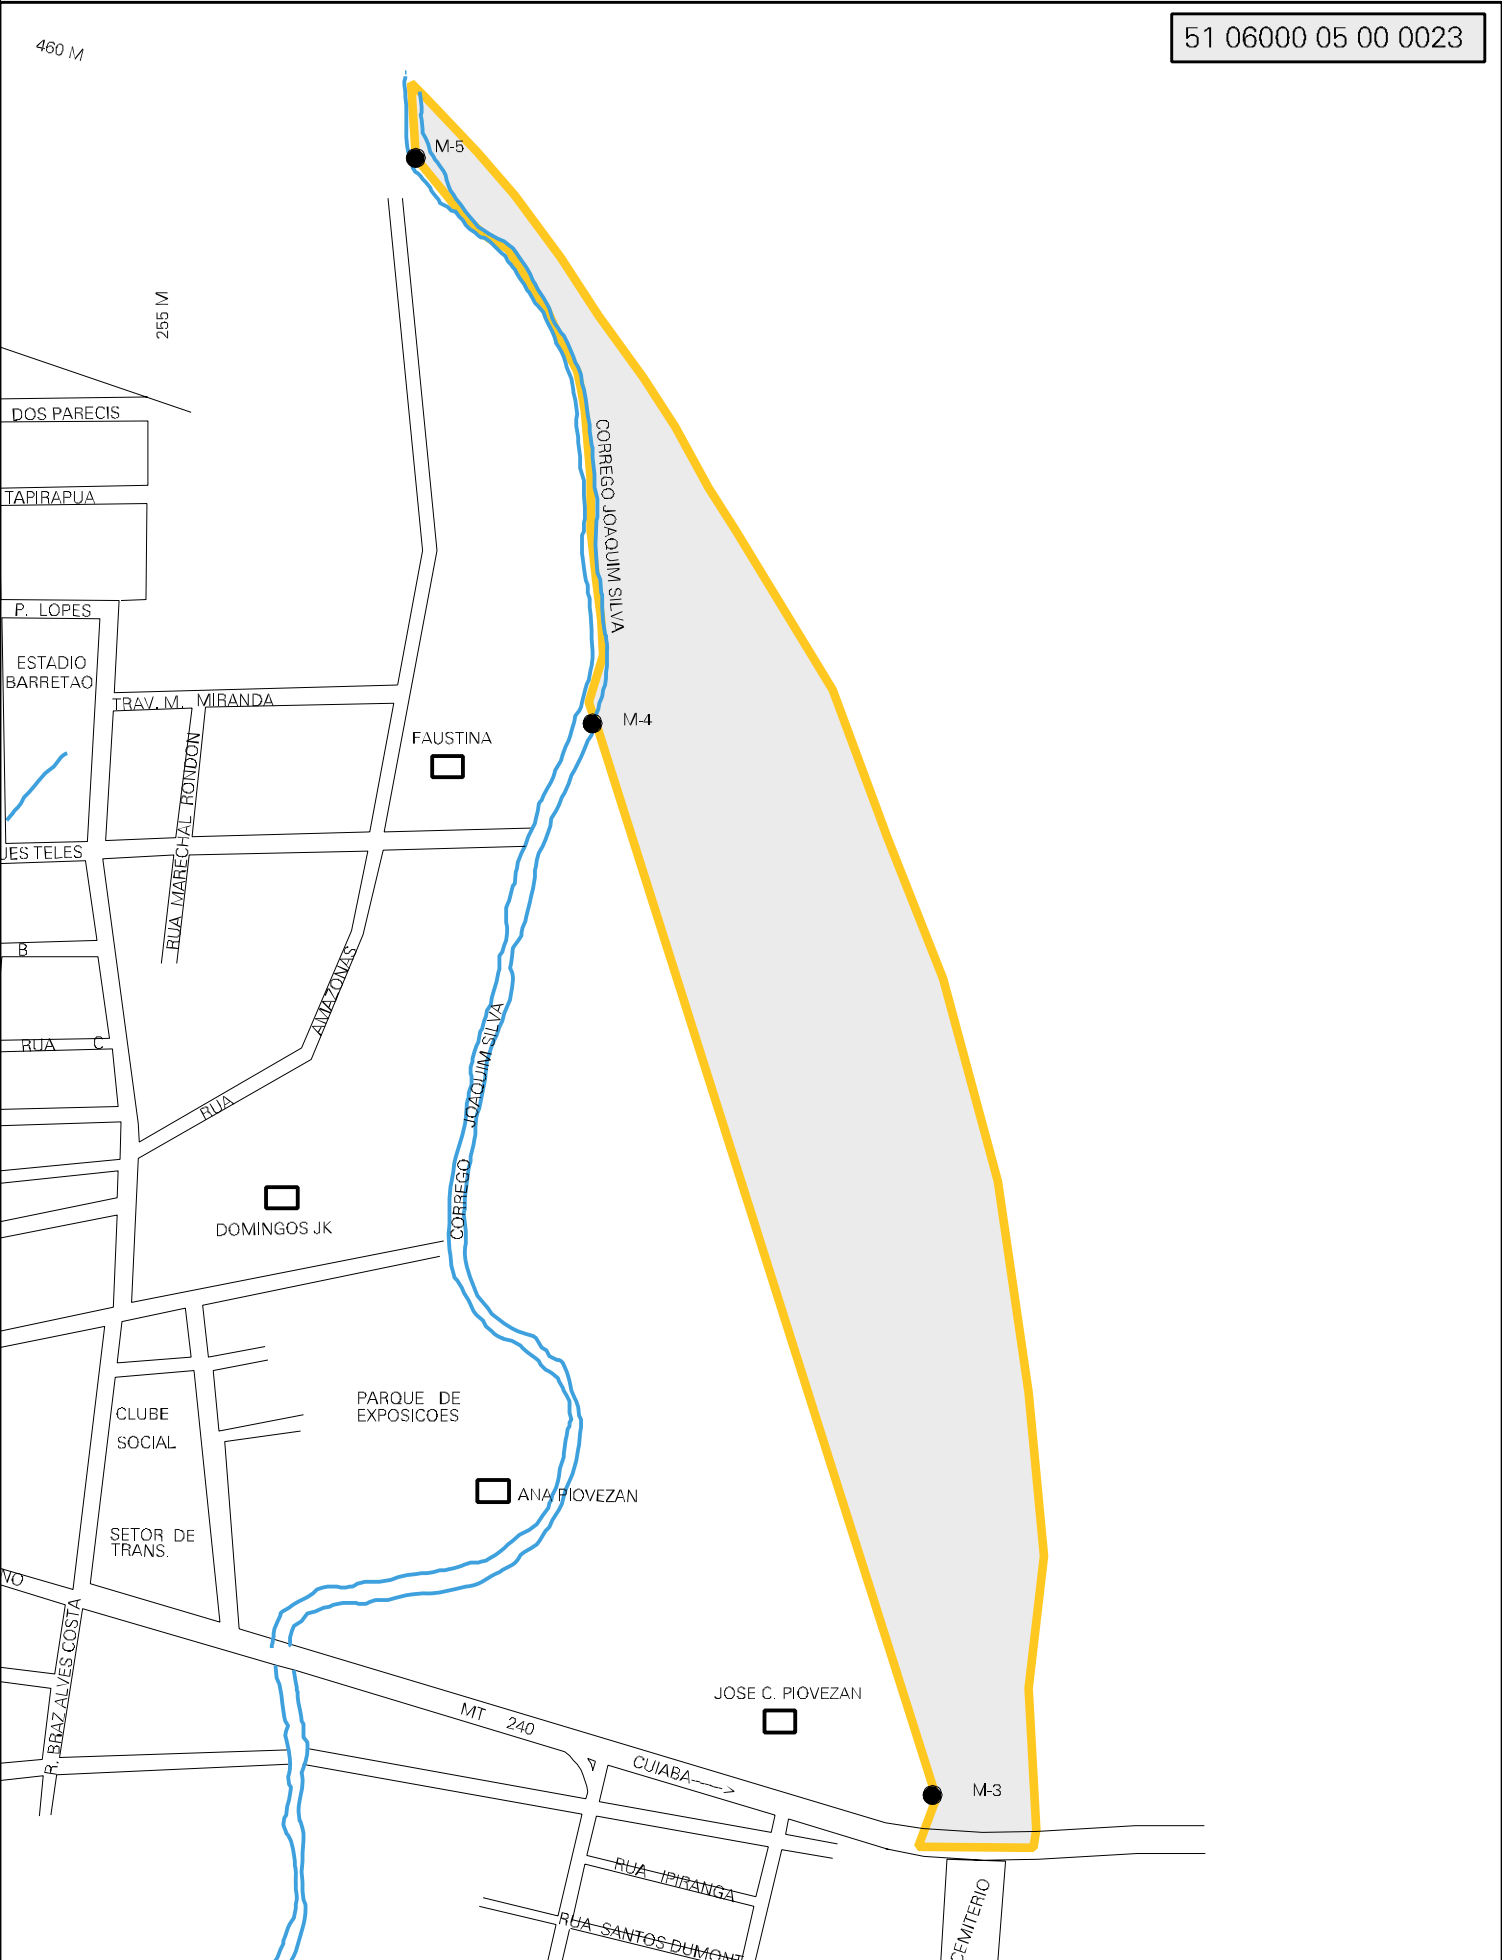 460 M
51 06000 05 00 0023
M-5
255 M
DOS PARECIS
CORREGO JOAQUIM SILVA
TAPIRAPUA
P. LOPES
ESTADIO
BARRETAO
TRAV. M. MIRANDA
M-4
FAUSTINA
RUA MARECHAL RONDON
UES TELES
B
AMAZONAS
RUA C
RUA
CORREGO JOAQUIM SILVA
DOMINGOS JK
PARQUE DE
EXPOSICOES
CLUBE
SOCIAL
ANA PIOVEZAN
SETOR DE
TRANS.
VO
R. BRAZ ALVES COSTA
JOSE C. PIOVEZAN
MT 240
CUIABA---->
M-3
RUA IPIRANGA
RUA SANTOS DUMONT
CEMITERIO